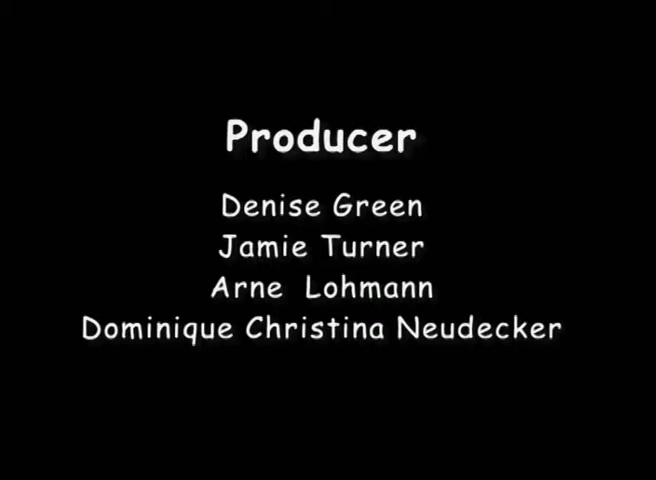 Producer
Denise Green
Jamie Turner
Arne Lohmann
Dominique Christina Neudecker